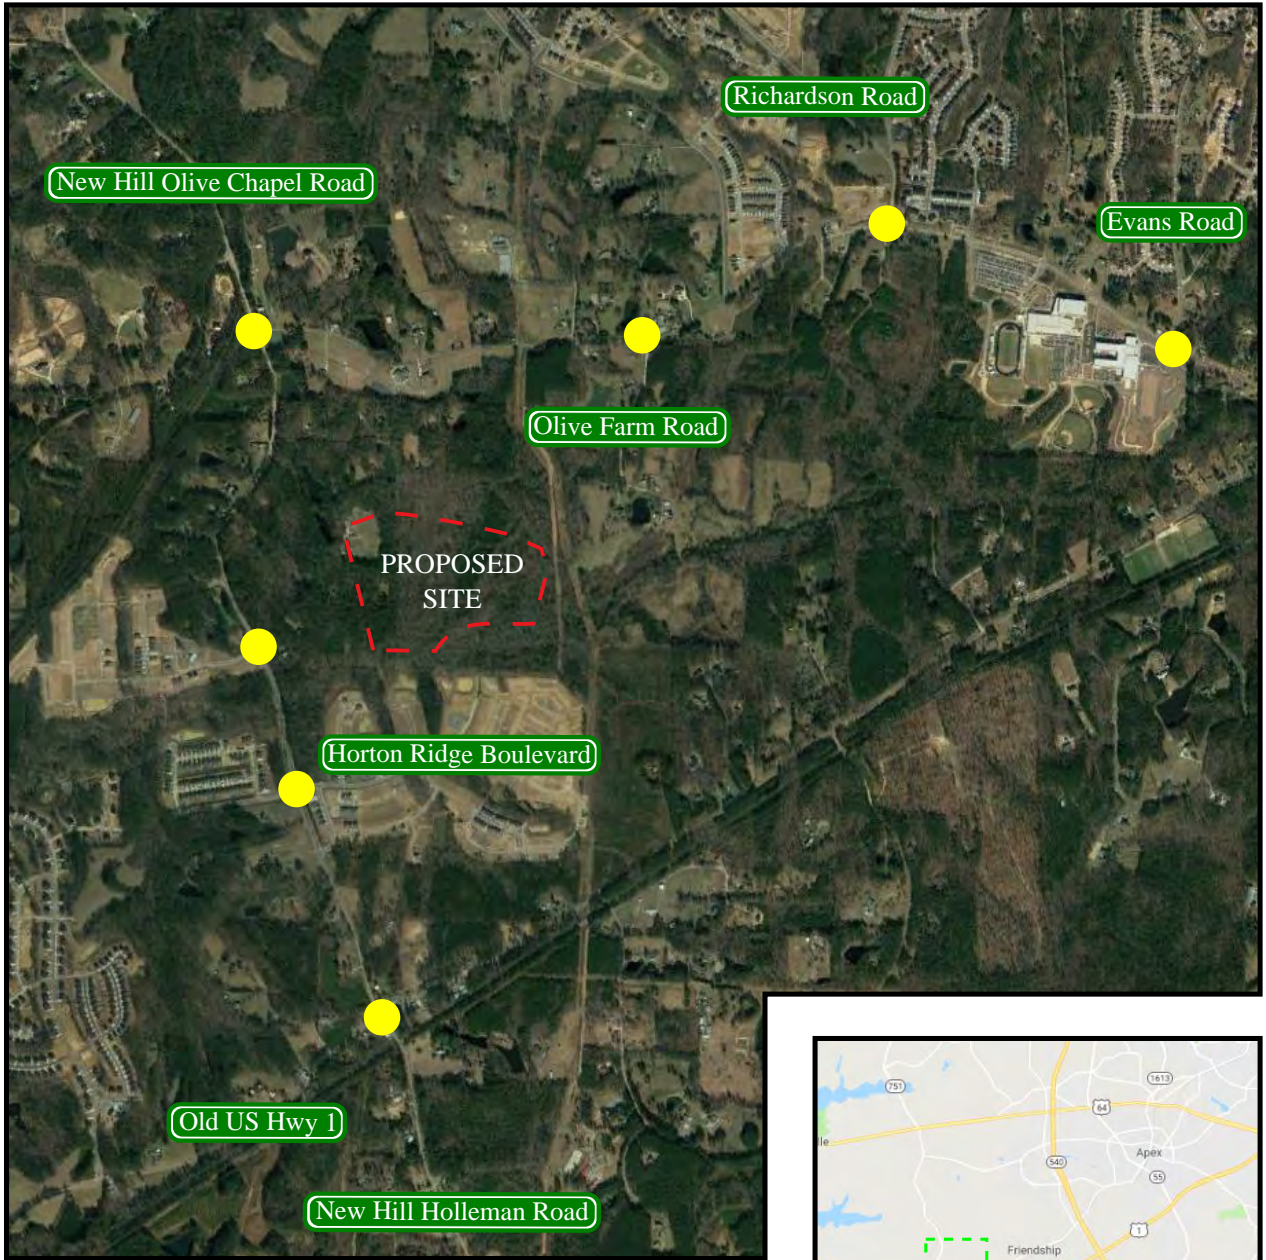 Richardson Road
New Hill Olive Chapel Road
Evans Road
Olive Farm Road
PROPOSED
SITE
Horton Ridge Boulevard
Old US Hwy 1
New Hill Holleman Road
751
1613
64
le
Apex
540
55
1
Friendship